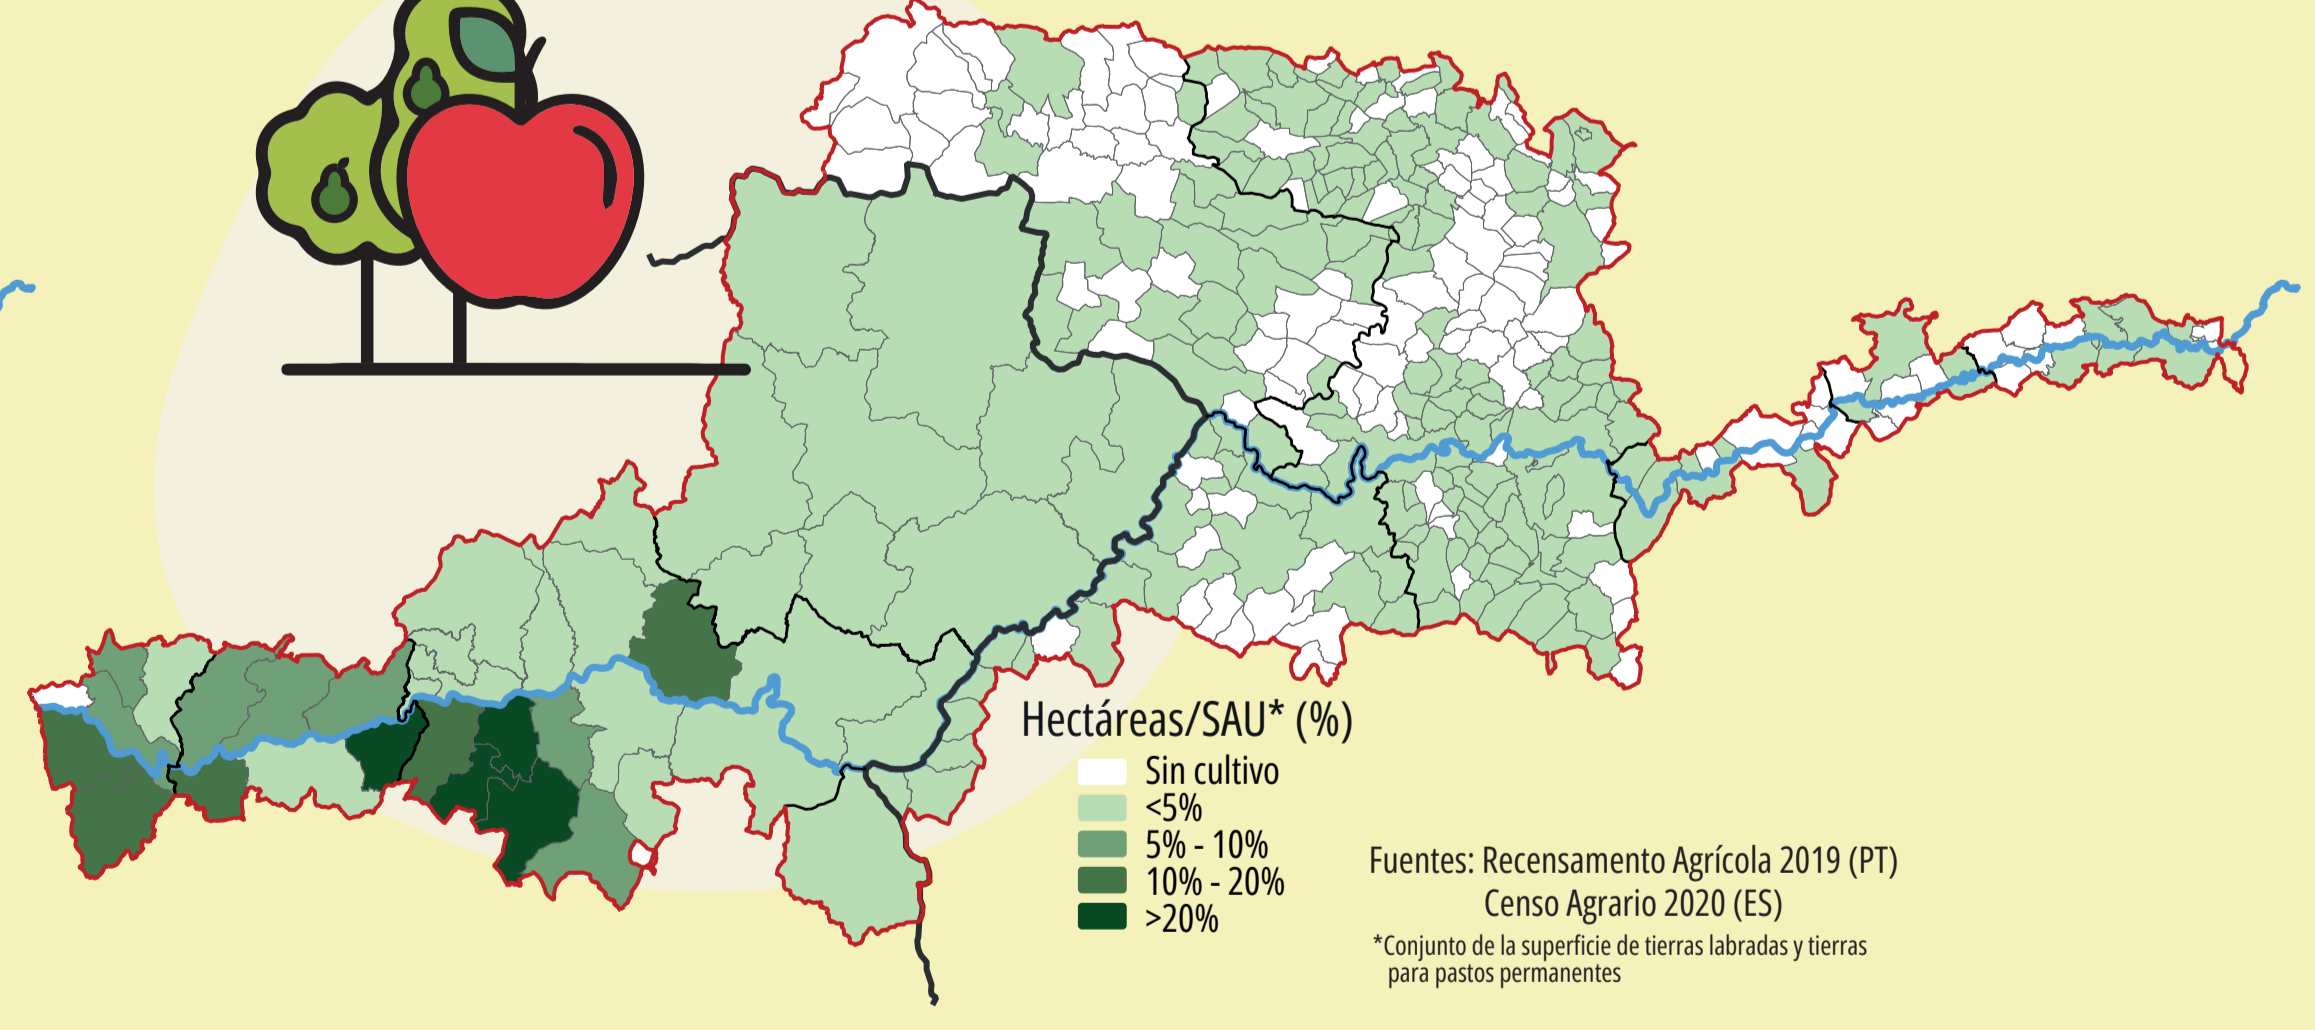 Hectáreas/SAU* (%)
Sin cultivo
<5%
5% - 10%
10% - 20%
>20%
Fuentes: Recensamento Agrícola 2019 (PT)
Censo Agrario 2020 (ES)
*Conjunto de la superficie de tierras labradas y tierras
para pastos permanentes